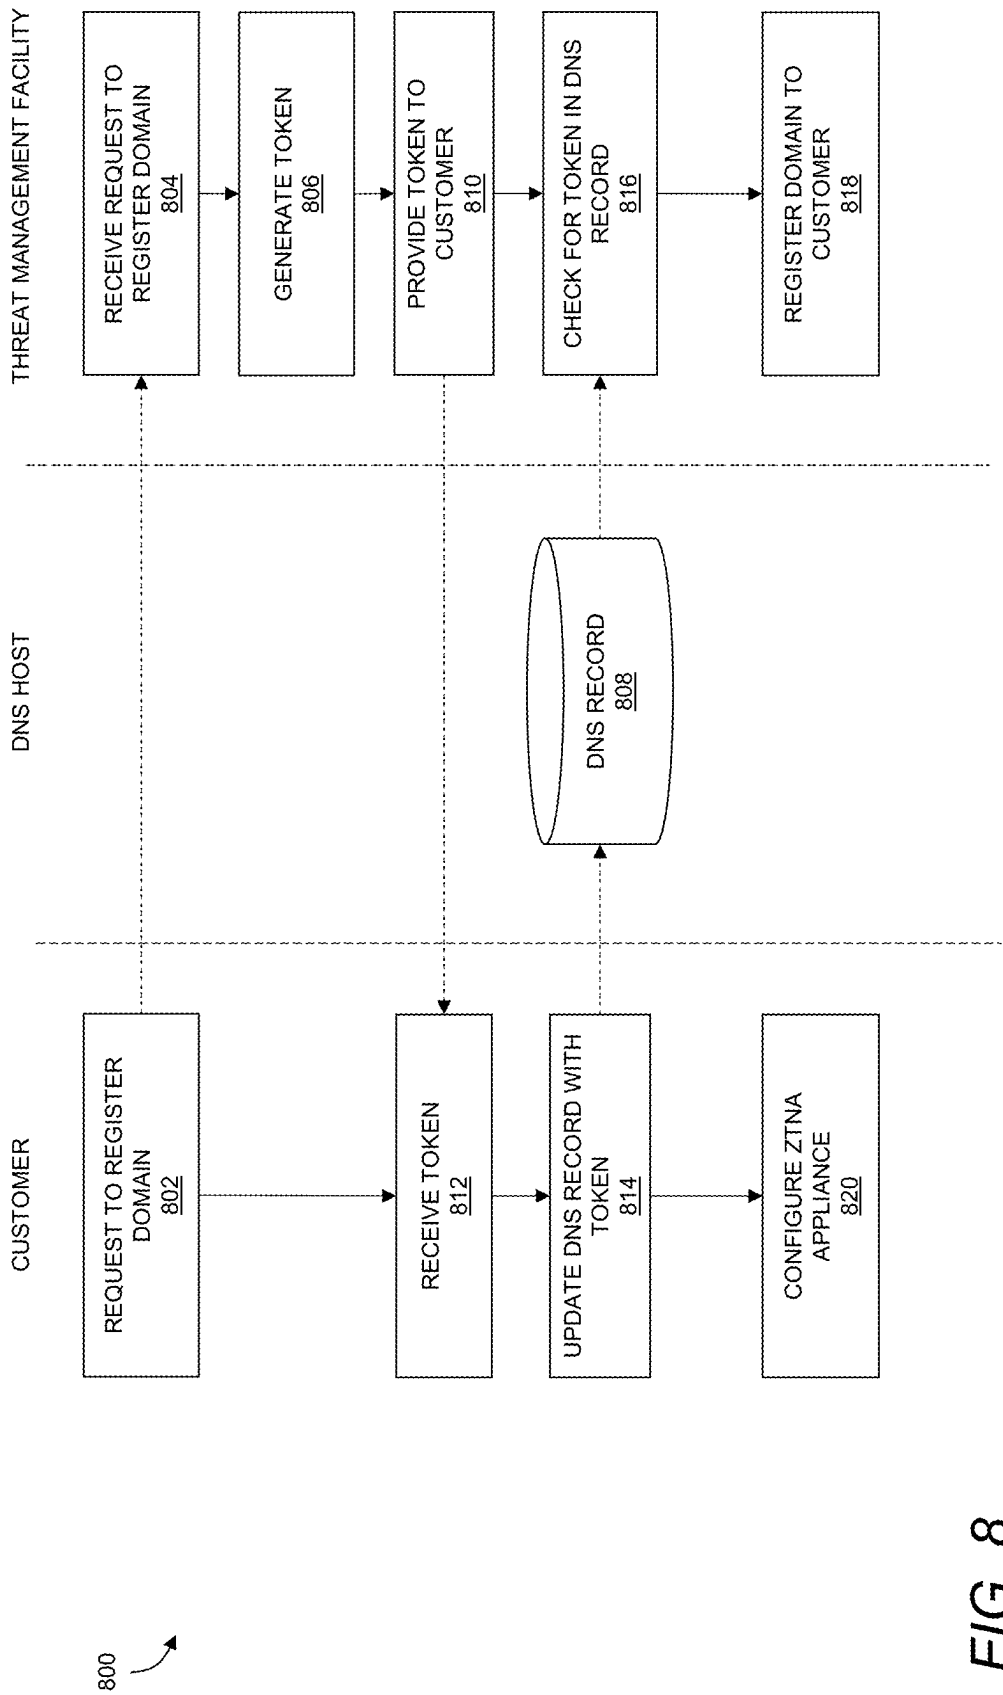 800
CUSTOMER
DNS HOST
THREAT MANAGEMENT FACILITY
REQUEST TO REGISTER
DOMAIN
802
RECEIVE REQUEST TO
REGISTER DOMAIN
804
GENERATE TOKEN
806
RECEIVE TOKEN
812
PROVIDE TOKEN TO
CUSTOMER
810
UPDATE DNS RECORD WITH
TOKEN
814
DNS RECORD
808
CHECK FOR TOKEN IN DNS
RECORD
816
CONFIGURE ZTNA
APPLIANCE
820
REGISTER DOMAIN TO
CUSTOMER
818
FIG. 8